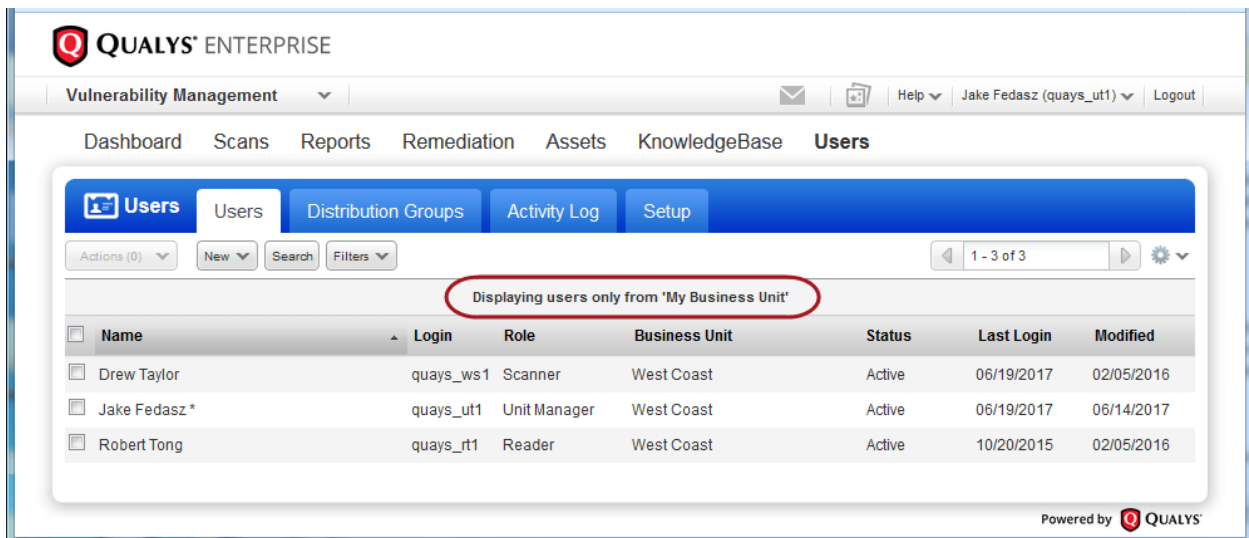 QUALYS® ENTERPRISE
Vulnerability Management Help Jake Fedasz (quays_ut1) Logout
Dashboard Scans Reports Remediation Assets KnowledgeBase Users
Users Users Distribution Groups Activity Log Setup
Actions (0) New Search Filters 1 - 3 of 3
Displaying users only from 'My Business Unit'
Name Login Role Business Unit Status Last Login Modified
Drew Taylor quays_ws1 Scanner West Coast Active 06/19/2017 02/05/2016
Jake Fedasz * quays_ut1 Unit Manager West Coast Active 06/19/2017 06/14/2017
Robert Tong quays_rt1 Reader West Coast Active 10/20/2015 02/05/2016
Powered by QUALYS®